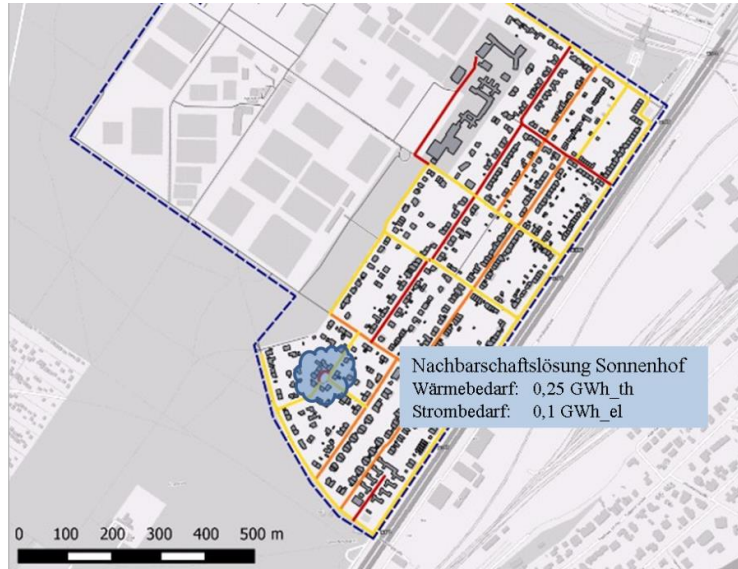 Nachbarschaftslösung Sonnenhof
Wärmebedarf: 0,25 GWh_th
Strombedarf: 0,1 GWh_el
0 100 200 300 400 500 m